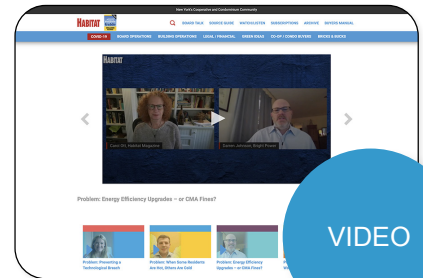 New York's Cooperative and Condominium Community
HABITAT
BOARD TALK SOURCE GUIDE WATCH/LISTEN SUBSCRIPTIONS ARCHIVE BUYERS MANUAL
COVID-19 BOARD OPERATIONS BUILDING OPERATIONS LEGAL / FINANCIAL GREEN IDEAS CO-OP / CONDO BUYERS BRICKS & BUCKS
HABITAT
Carol Ott, Habitat Magazine
Darren Johnson, Bright Power
Problem: Energy Efficiency Upgrades – or CMA Fines?
VIDEO
Problem: Preventing a
Technological Breach
Problem: When Some Residents
Are Hot, Others Are Cold
Problem: Energy Efficiency
Upgrades – or CMA Fines?